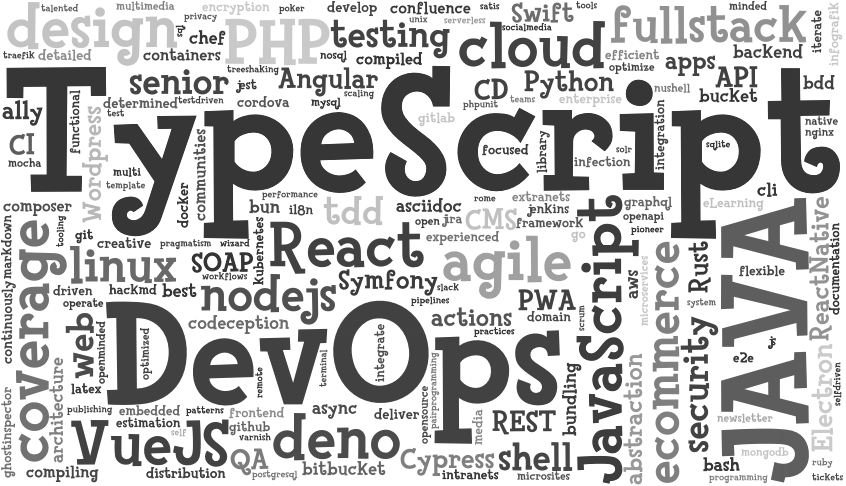 talented
multimedia
encryption
poker
develop
confluence
satis
Swift
tools
minded
privacy
unix
serverless
socialmedia
iterate
infografik
design
sql
chef
PHP
testing
cloud
fullstack
traefik
detailed
containers
nosql
compiled
efficient
optimize
apps
backend
treeshaking
senior
jest
Angular
scaling
CD
Python
API
bucket
nushell
bdd
ally
determined
testdriven
test
cordova
mysql
phpunit
teams
enterprise
gitlab
native
nginx
TypeScript
CI
mocha
functional
Wordpress
multi
template
docker
communities
focused
library
solr
infection
integration
sqlite
performance
rome
extranets
graphql
cli
eLearning
composer
bun
i18n
tdd
asciidoc
open
jra
CMS
jenkins
framework
openapi
pioneer
tooling
git
creative
pragmatism
wizard
kubernetes
React
experienced
go
markdown
continuously
linux
SOAP
workflows
agile
JavaScript
aws
microservices
ecommerce
Rust
JAVA
flexible
ReactNative
documentation
coverage
driven
hacKmd
best
nodejs
Symfony
slack
pipelines
PWA
domain
scrum
system
operate
web
openminded
codeception
actions
practices
security
js
e2e
DevOps
optimized
integrate
terminal
remote
pairprogramming
opensource
architecture
latex
bundling
abstraction
Electron
selfdriven
ghostinspector
publishing
embedded
patterns
frontend
async
deliver
media
REST
newsletter
estimation
self
github
varnish
VueJS
deno
compiling
distribution
QA
postgresql
bitbucket
Cypress
intranets
shell
microsites
bash
mongodb
programming
ruby
tickets